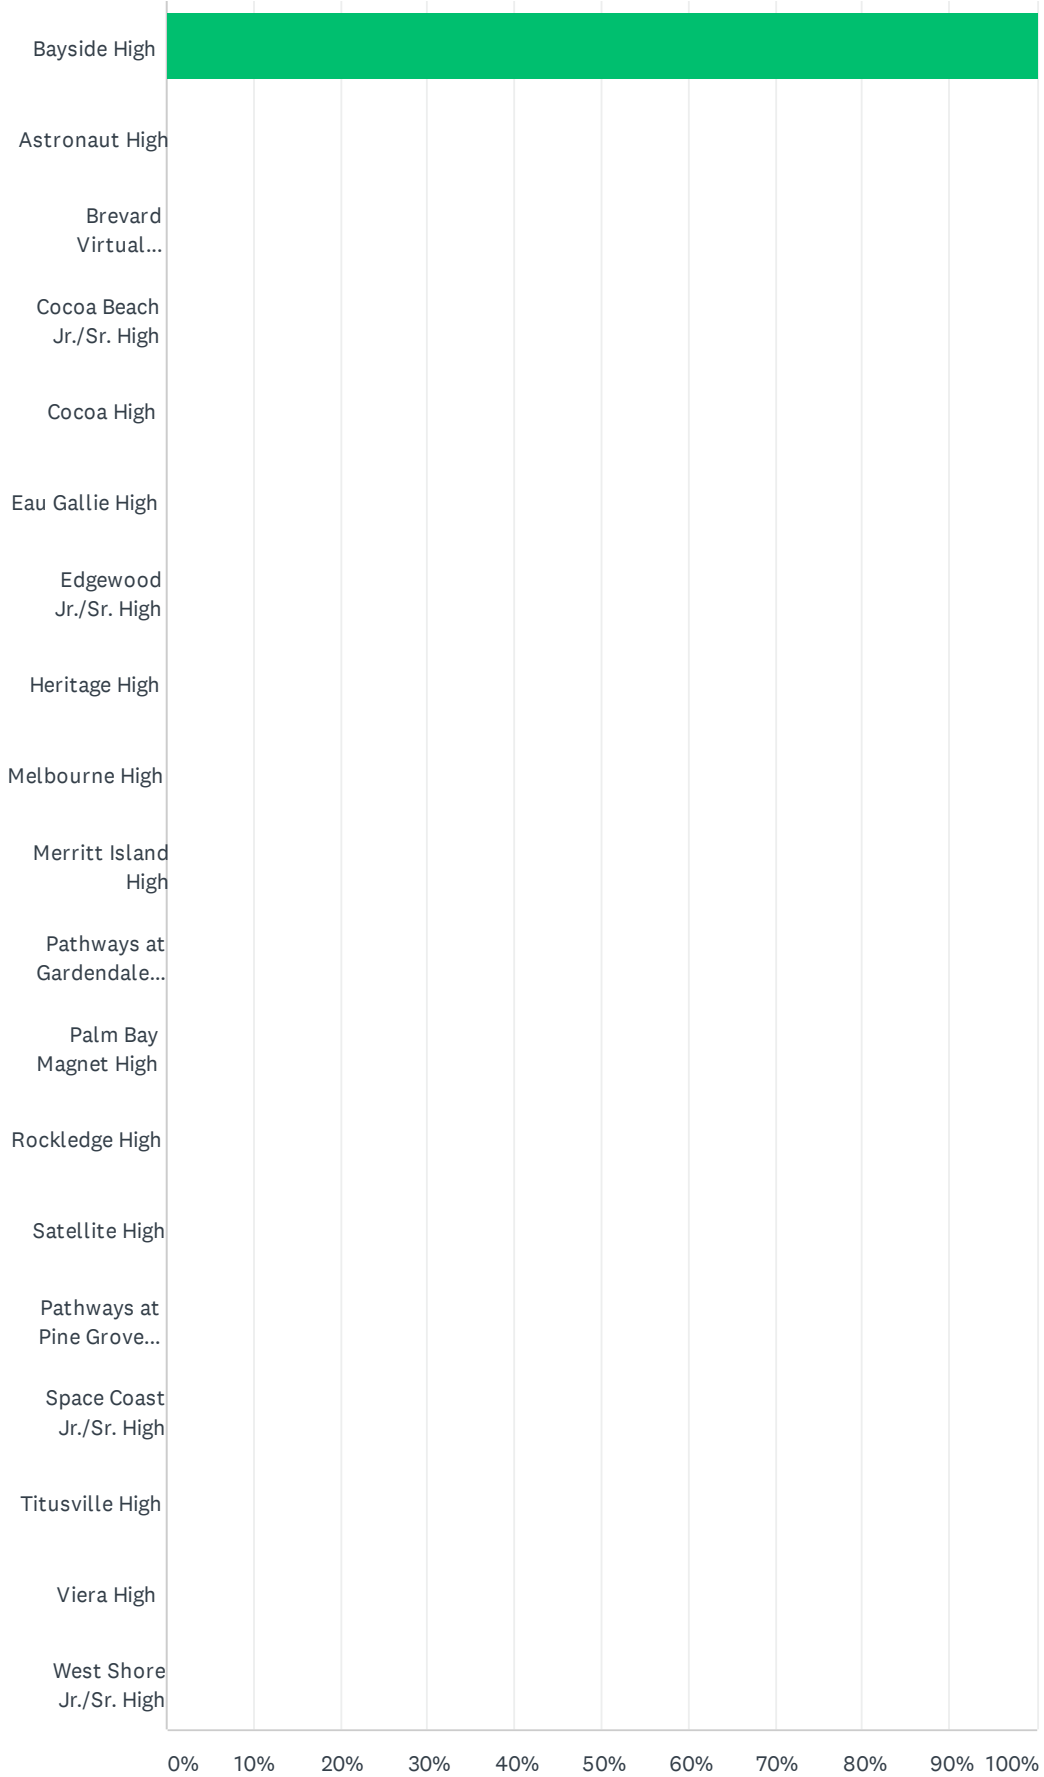 Bayside High
Astronaut High
Brevard
Virtual...
Cocoa Beach
Jr./Sr. High
Cocoa High
Eau Gallie High
Edgewood
Jr./Sr. High
Heritage High
Melbourne High
Merritt Island
High
Pathways at
Gardendale...
Palm Bay
Magnet High
Rockledge High
Satellite High
Pathways at
Pine Grove...
Space Coast
Jr./Sr. High
Titusville High
Viera High
West Shore
Jr./Sr. High
0% 10% 20% 30% 40% 50% 60% 70% 80% 90% 100%